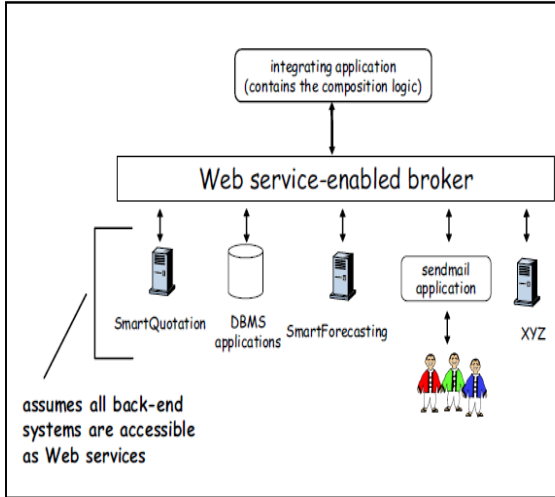 integrating application
(contains the composition logic)
Web service-enabled broker
SmartQuotation
DBMS
applications
SmartForecasting
sendmail
application
XYZ
assumes all back-end
systems are accessible
as Web services